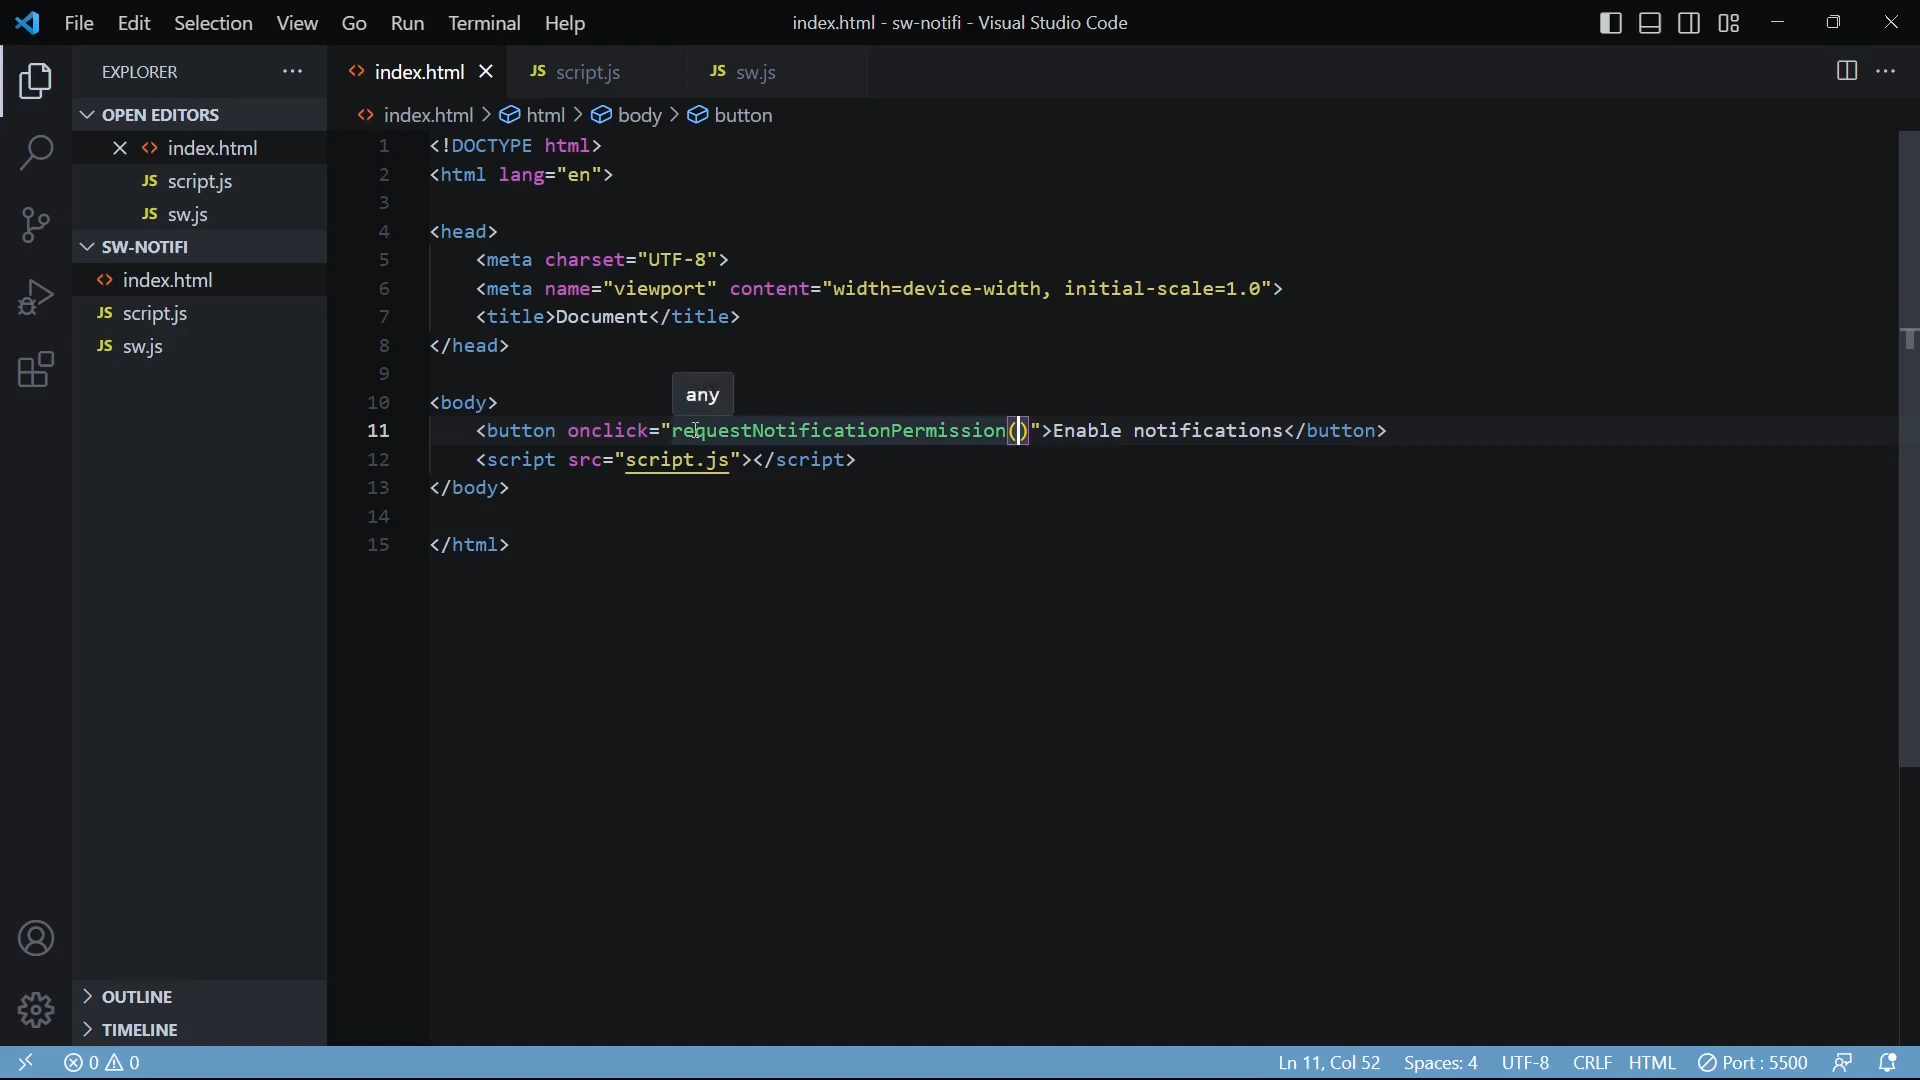 File Edit Selection View Go Run Terminal Help index.html - sw-notifi - Visual Studio Code
EXPLORER
OPEN EDITORS
index.html
JS script.js
JS sw.js
SW-NOTIFI
index.html
JS script.js
JS sw.js
OUTLINE
TIMELINE
index.html JS script.js JS sw.js
index.html > html > body > button
1 <!DOCTYPE html>
2 <html lang="en">
3
4 <head>
5 <meta charset="UTF-8">
6 <meta name="viewport" content="width=device-width, initial-scale=1.0">
7 <title>Document</title>
8 </head>
9
any
10 <body>
11 <button onclick="requestNotificationPermission()">Enable notifications</button>
12 <script src="script.js"></script>
13 </body>
14
15 </html>
0 0 Ln 11, Col 52 Spaces: 4 UTF-8 CRLF HTML Port : 5500